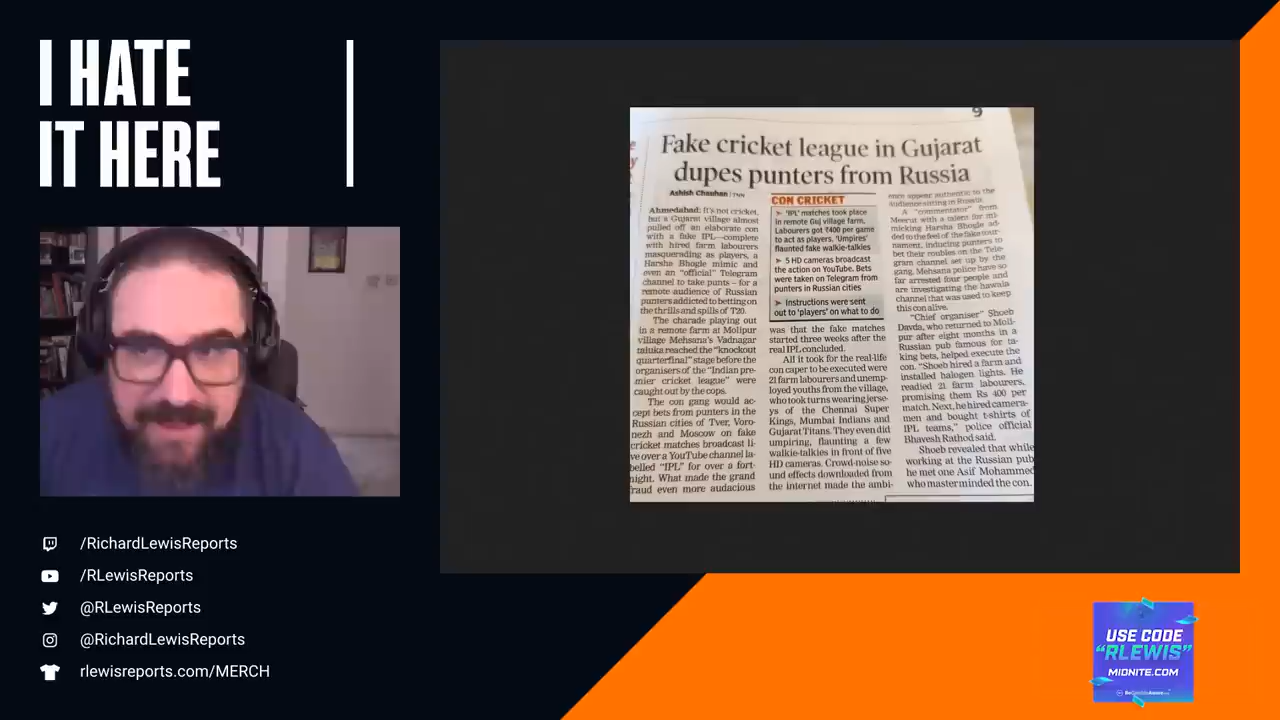 I HATE
IT HERE
/RichardLewisReports
/RLewisReports
@RLewisReports
@RichardLewisReports
rlewisreports.com/MERCH
9
Fake cricket league in Gujarat
dupes punters from Russia
Ashish Chauhan | TNN
Ahmedabad: It's not cricket,
but a Gujarat village almost
pulled off an elaborate con
with a fake IPL—complete
with hired farm labourers
masquerading as players, a
Harsha Bhogle mimic and
even an "official" Telegram
channel to take punts – for a
remote audience of Russian
punters addicted to betting on
the thrills and spills of T20.
The charade playing out
in a remote farm at Molipur
village Mehsana's Vadnagar
taluka reached the "knockout
quarterfinal" stage before the
organisers of the "Indian pre-
mier cricket league" were
caught out by the cops.
The con gang would ac-
cept bets from punters in the
Russian cities of Tver, Voro-
nezh and Moscow on fake
cricket matches broadcast li-
ve over a YouTube channel la-
belled "IPL" for over a fort-
night. What made the grand
fraud even more audacious
CON CRICKET
➤ 'IPL' matches took place
in remote Guj village farm.
Labourers got ₹400 per game
to act as players. 'Umpires'
flaunted fake walkie-talkies
➤ 5 HD cameras broadcast
the action on YouTube. Bets
were taken on Telegram from
punters in Russian cities
➤ Instructions were sent
out to 'players' on what to do
was that the fake matches
started three weeks after the
real IPL concluded.
All it took for the real-life
con caper to be executed were
21 farm labourers and unemp-
loyed youths from the village,
who took turns wearing jerse-
ys of the Chennai Super
Kings, Mumbai Indians and
Gujarat Titans. They even did
umpiring, flaunting a few
walkie-talkies in front of five
HD cameras. Crowd-noise so-
und effects downloaded from
the internet made the ambi-
ence appear authentic to the
audience sitting in Russia.
A "commentator" from
Meerut with a talent for mi-
micking Harsha Bhogle ad-
ded to the feel of the fake tour-
nament, inducing punters to
bet their roubles on the Tele-
gram channel set up by the
gang. Mehsana police have so
far arrested four people and
are investigating the hawala
channel that was used to keep
this con alive.
"Chief organiser" Shoeb
Davda, who returned to Moli-
pur after eight months in a
Russian pub famous for ta-
king bets, helped execute the
con. "Shoeb hired a farm and
installed halogen lights. He
readied 21 farm labourers,
promising them Rs 400 per
match. Next, he hired camera-
men and bought t-shirts of
IPL teams," police official
Bhavesh Rathod said.
Shoeb revealed that while
working at the Russian pub
he met one Asif Mohammed
who masterminded the con.
USE CODE
"RLEWIS"
MIDNITE.COM